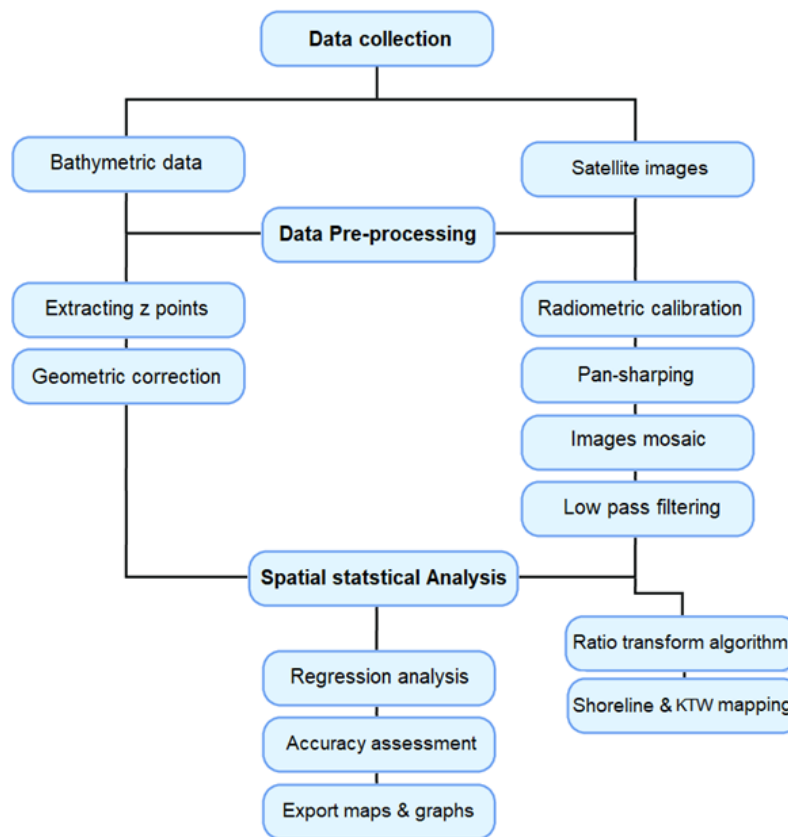 Data collection
Bathymetric data
Satellite images
Data Pre-processing
Extracting z points
Radiometric calibration
Geometric correction
Pan-sharping
Images mosaic
Low pass filtering
Spatial statstical Analysis
Ratio transform algorithm
Regression analysis
Shoreline & KTW mapping
Accuracy assessment
Export maps & graphs